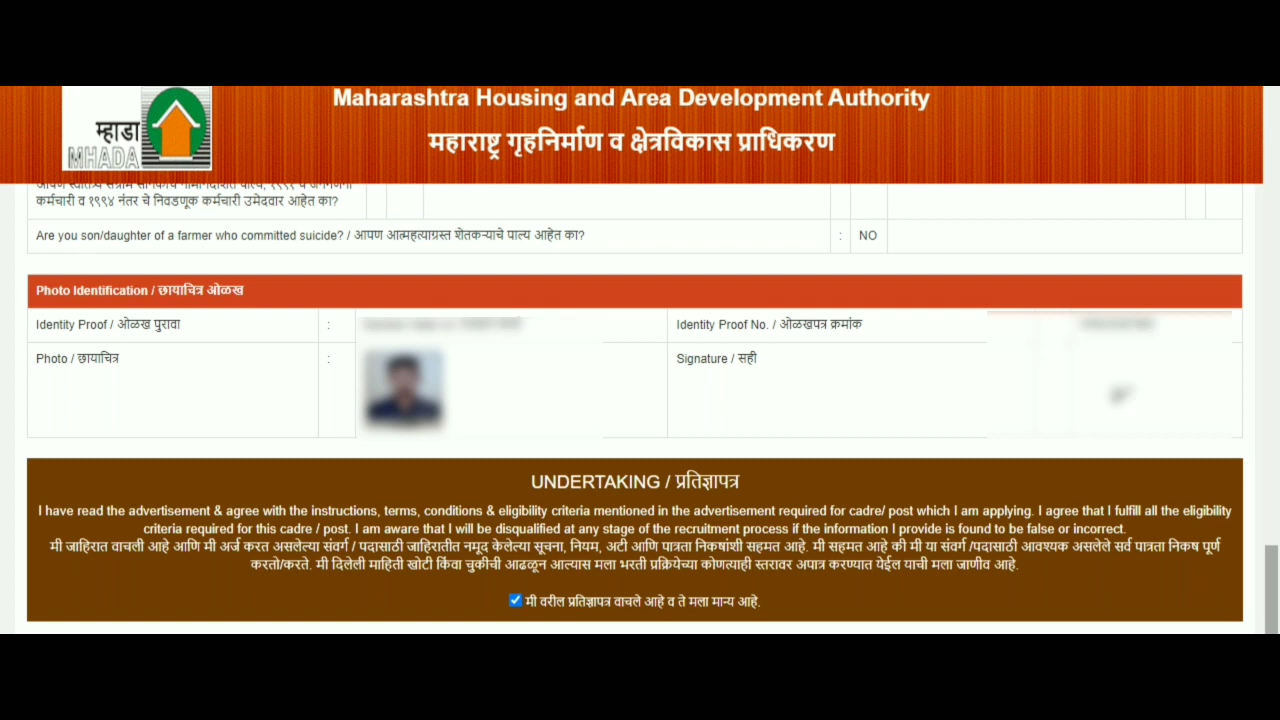 Maharashtra Housing and Area Development Authority
म्हाडा
MHADA
महाराष्ट्र गृहनिर्माण व क्षेत्रविकास प्राधिकरण
कर्मचारी व १९९४ नंतर चे निवडणूक कर्मचारी उमेदवार आहेत का?
Are you son/daughter of a farmer who committed suicide? / आपण आत्महत्याग्रस्त शेतकऱ्याचे पाल्य आहेत का? : NO
Photo Identification / छायाचित्र ओळख
Identity Proof / ओळख पुरावा : Identity Proof No. / ओळखपत्र क्रमांक
Photo / छायाचित्र : Signature / सही
UNDERTAKING / प्रतिज्ञापत्र
I have read the advertisement & agree with the instructions, terms, conditions & eligibility criteria mentioned in the advertisement required for cadre/ post which I am applying. I agree that I fulfill all the eligibility
criteria required for this cadre / post. I am aware that I will be disqualified at any stage of the recruitment process if the information I provide is found to be false or incorrect.
मी जाहिरात वाचली आहे आणि मी अर्ज करत असलेल्या संवर्ग / पदासाठी जाहिरातीत नमूद केलेल्या सूचना, नियम, अटी आणि पात्रता निकषांशी सहमत आहे. मी सहमत आहे की मी या संवर्ग /पदासाठी आवश्यक असलेले सर्व पात्रता निकष पूर्ण
करतो/करते. मी दिलेली माहिती खोटी किंवा चुकीची आढळून आल्यास मला भरती प्रक्रियेच्या कोणत्याही स्तरावर अपात्र करण्यात येईल याची मला जाणीव आहे.
मी वरील प्रतिज्ञापत्र वाचले आहे व ते मला मान्य आहे.